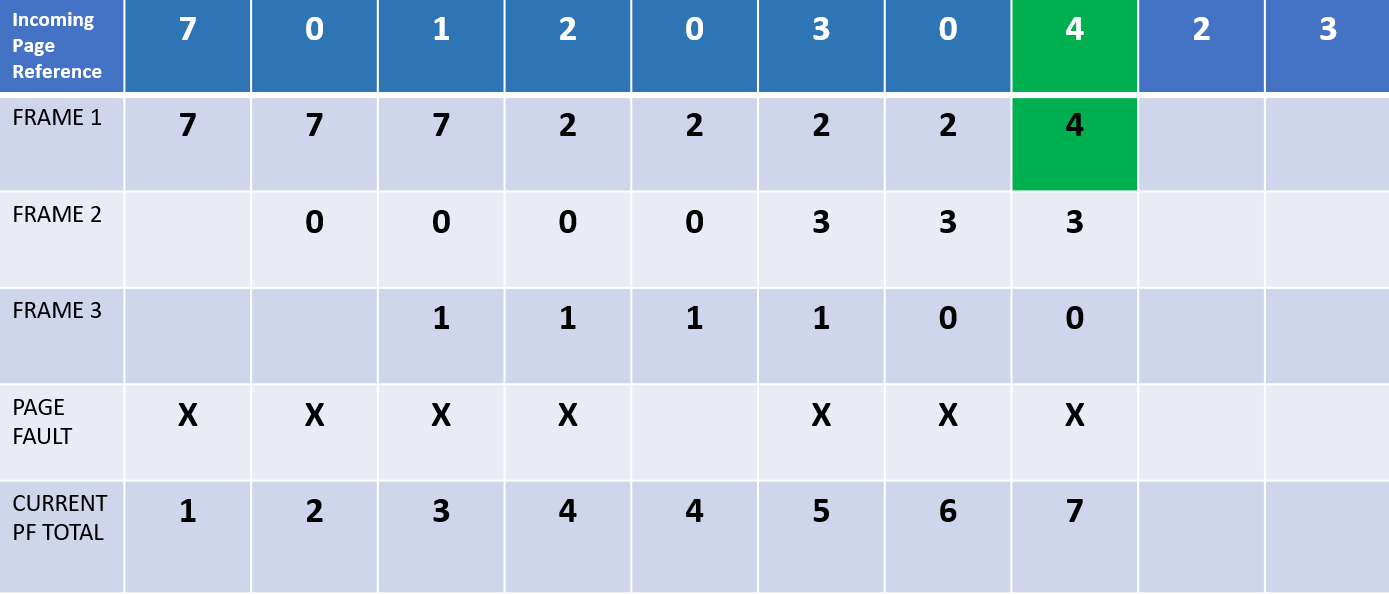 Incoming Page Reference 7 0 1 2 0 3 0 4 2 3
FRAME 1 7 7 7 2 2 2 2 4
FRAME 2 0 0 0 0 3 3 3
FRAME 3 1 1 1 1 0 0
PAGE FAULT X X X X X X X
CURRENT PF TOTAL 1 2 3 4 4 5 6 7